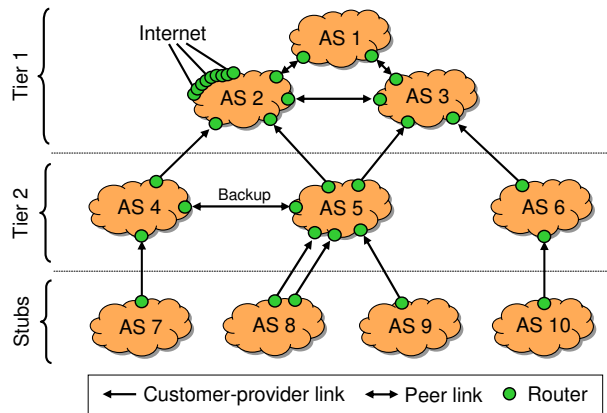 Internet
Tier 1
AS 1
AS 2
AS 3
Tier 2
AS 4
Backup
AS 5
AS 6
Stubs
AS 7
AS 8
AS 9
AS 10
Customer-provider link
Peer link
Router